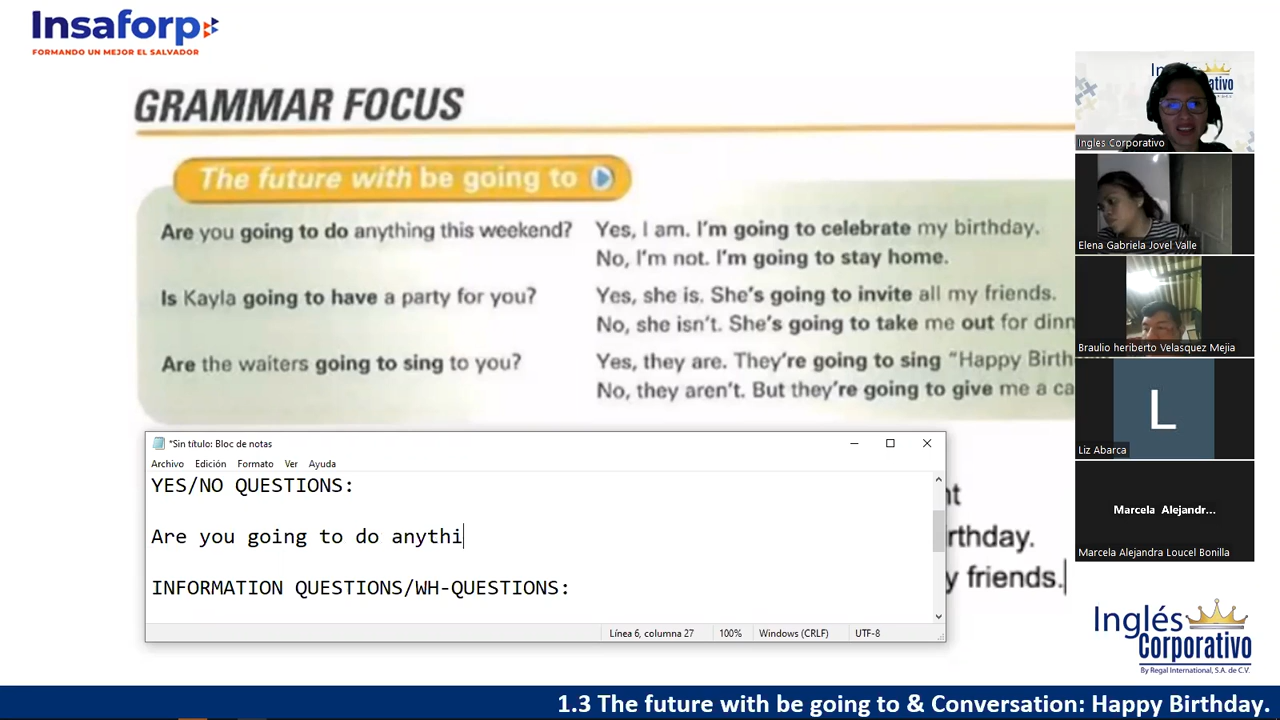 Insaforp
FORMANDO UN MEJOR EL SALVADOR
GRAMMAR FOCUS
The future with be going to
Are you going to do anything this weekend?
Yes, I am. I'm going to celebrate my birthday.
No, I'm not. I'm going to stay home.
Is Kayla going to have a party for you?
Yes, she is. She's going to invite all my friends.
No, she isn't. She's going to take me out for dinn
Are the waiters going to sing to you?
Yes, they are. They're going to sing "Happy Birth
No, they aren't. But they're going to give me a ca
*Sin título: Bloc de notas
Archivo Edición Formato Ver Ayuda
YES/NO QUESTIONS:
Are you going to do anythi
INFORMATION QUESTIONS/WH-QUESTIONS:
Línea 6, columna 27 100% Windows (CRLF) UTF-8
nt
rthday.
y friends.
Inglés Corporativo
Elena Gabriela Jovel Valle
Braulio heriberto Velasquez Mejia
L
Liz Abarca
Marcela Alejandr...
Marcela Alejandra Loucel Bonilla
Inglés
Corporativo
By Regal International, S.A. de C.V.
1.3 The future with be going to & Conversation: Happy Birthday.